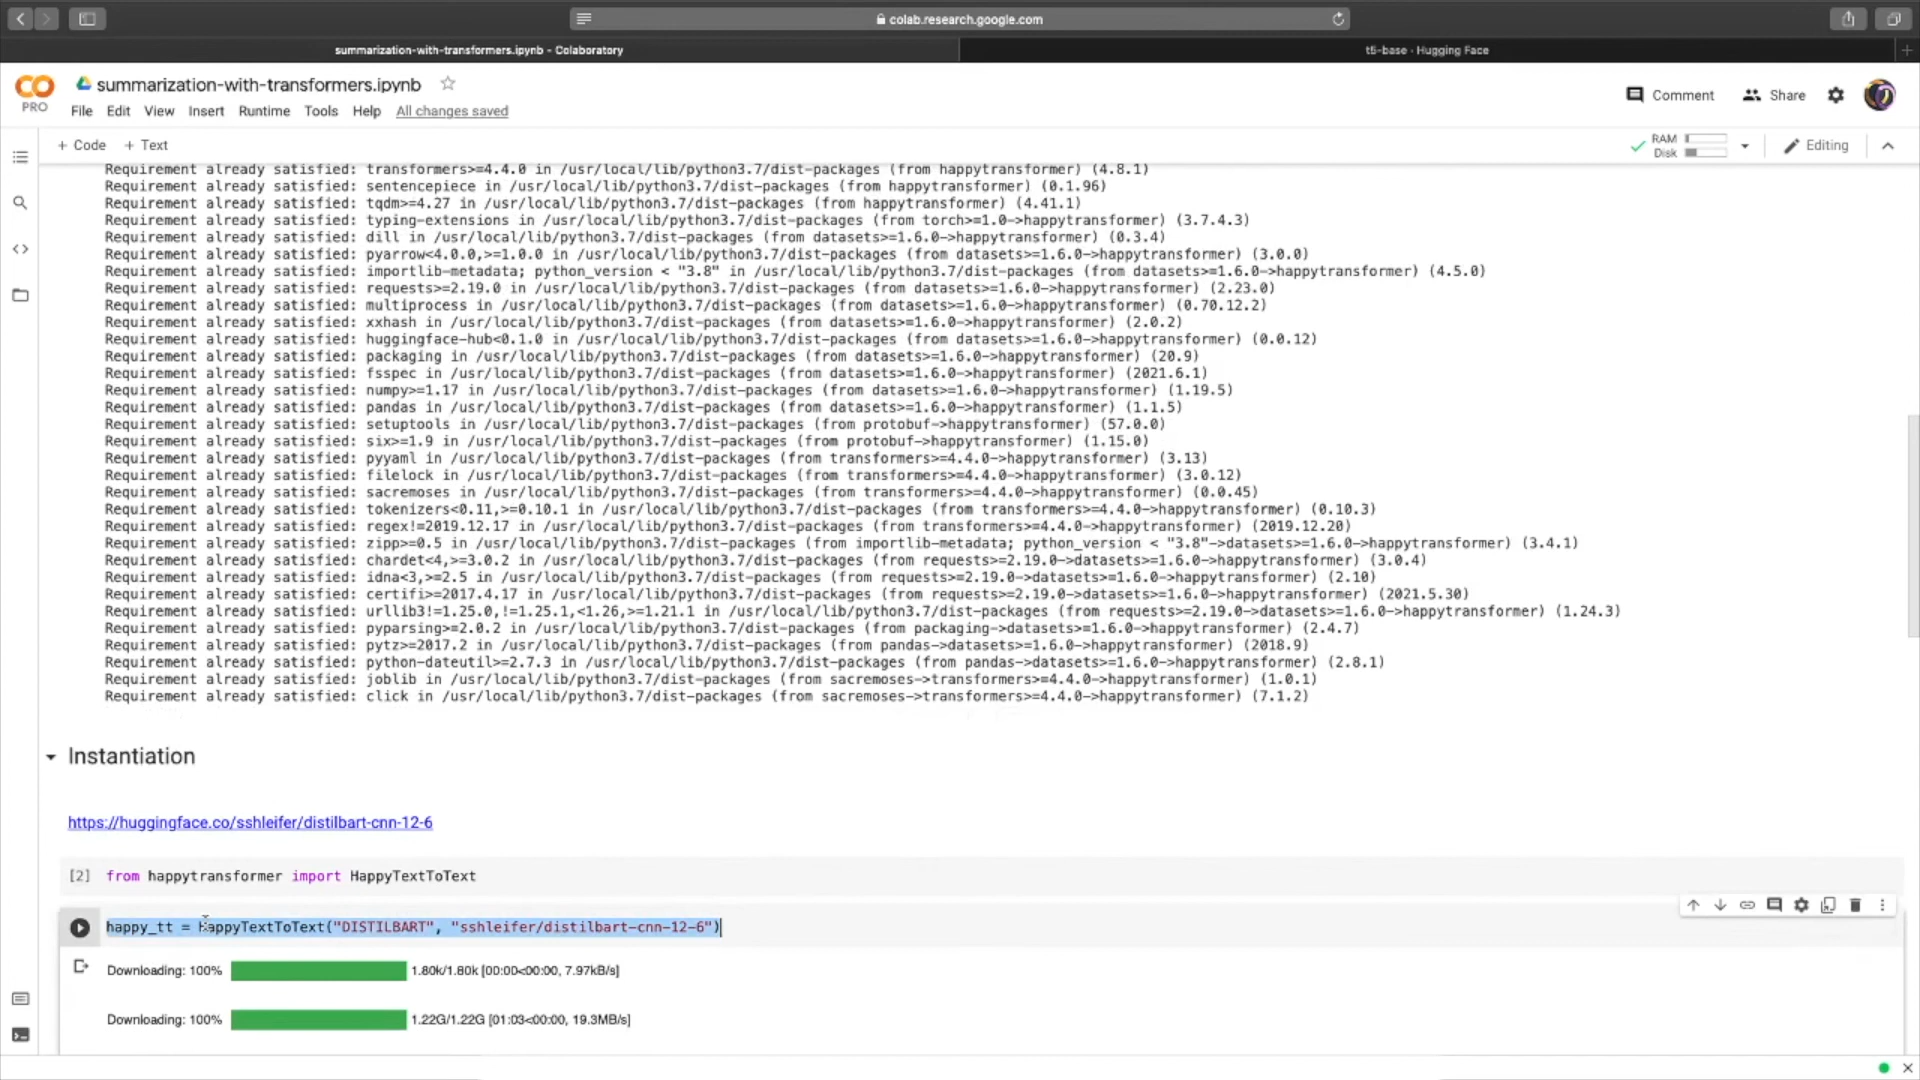 colab.research.google.com
summarization-with-transformers.ipynb - Colaboratory
t5-base · Hugging Face
CO
PRO
summarization-with-transformers.ipynb
File Edit View Insert Runtime Tools Help All changes saved
Comment
Share
+ Code + Text
RAM
Disk
Editing
Requirement already satisfied: transformers>=4.4.0 in /usr/local/lib/python3.7/dist-packages (from happytransformer) (4.8.1)
Requirement already satisfied: sentencepiece in /usr/local/lib/python3.7/dist-packages (from happytransformer) (0.1.96)
Requirement already satisfied: tqdm>=4.27 in /usr/local/lib/python3.7/dist-packages (from happytransformer) (4.41.1)
Requirement already satisfied: typing-extensions in /usr/local/lib/python3.7/dist-packages (from torch>=1.0->happytransformer) (3.7.4.3)
Requirement already satisfied: dill in /usr/local/lib/python3.7/dist-packages (from datasets>=1.6.0->happytransformer) (0.3.4)
Requirement already satisfied: pyarrow<4.0.0,>=1.0.0 in /usr/local/lib/python3.7/dist-packages (from datasets>=1.6.0->happytransformer) (3.0.0)
Requirement already satisfied: importlib-metadata; python_version < "3.8" in /usr/local/lib/python3.7/dist-packages (from datasets>=1.6.0->happytransformer) (4.5.0)
Requirement already satisfied: requests>=2.19.0 in /usr/local/lib/python3.7/dist-packages (from datasets>=1.6.0->happytransformer) (2.23.0)
Requirement already satisfied: multiprocess in /usr/local/lib/python3.7/dist-packages (from datasets>=1.6.0->happytransformer) (0.70.12.2)
Requirement already satisfied: xxhash in /usr/local/lib/python3.7/dist-packages (from datasets>=1.6.0->happytransformer) (2.0.2)
Requirement already satisfied: huggingface-hub<0.1.0 in /usr/local/lib/python3.7/dist-packages (from datasets>=1.6.0->happytransformer) (0.0.12)
Requirement already satisfied: packaging in /usr/local/lib/python3.7/dist-packages (from datasets>=1.6.0->happytransformer) (20.9)
Requirement already satisfied: fsspec in /usr/local/lib/python3.7/dist-packages (from datasets>=1.6.0->happytransformer) (2021.6.1)
Requirement already satisfied: numpy>=1.17 in /usr/local/lib/python3.7/dist-packages (from datasets>=1.6.0->happytransformer) (1.19.5)
Requirement already satisfied: pandas in /usr/local/lib/python3.7/dist-packages (from datasets>=1.6.0->happytransformer) (1.1.5)
Requirement already satisfied: setuptools in /usr/local/lib/python3.7/dist-packages (from protobuf->happytransformer) (57.0.0)
Requirement already satisfied: six>=1.9 in /usr/local/lib/python3.7/dist-packages (from protobuf->happytransformer) (1.15.0)
Requirement already satisfied: pyyaml in /usr/local/lib/python3.7/dist-packages (from transformers>=4.4.0->happytransformer) (3.13)
Requirement already satisfied: filelock in /usr/local/lib/python3.7/dist-packages (from transformers>=4.4.0->happytransformer) (3.0.12)
Requirement already satisfied: sacremoses in /usr/local/lib/python3.7/dist-packages (from transformers>=4.4.0->happytransformer) (0.0.45)
Requirement already satisfied: tokenizers<0.11,>=0.10.1 in /usr/local/lib/python3.7/dist-packages (from transformers>=4.4.0->happytransformer) (0.10.3)
Requirement already satisfied: regex!=2019.12.17 in /usr/local/lib/python3.7/dist-packages (from transformers>=4.4.0->happytransformer) (2019.12.20)
Requirement already satisfied: zipp>=0.5 in /usr/local/lib/python3.7/dist-packages (from importlib-metadata; python_version < "3.8"->datasets>=1.6.0->happytransformer) (3.4.1)
Requirement already satisfied: chardet<4,>=3.0.2 in /usr/local/lib/python3.7/dist-packages (from requests>=2.19.0->datasets>=1.6.0->happytransformer) (3.0.4)
Requirement already satisfied: idna<3,>=2.5 in /usr/local/lib/python3.7/dist-packages (from requests>=2.19.0->datasets>=1.6.0->happytransformer) (2.10)
Requirement already satisfied: certifi>=2017.4.17 in /usr/local/lib/python3.7/dist-packages (from requests>=2.19.0->datasets>=1.6.0->happytransformer) (2021.5.30)
Requirement already satisfied: urllib3!=1.25.0,!=1.25.1,<1.26,>=1.21.1 in /usr/local/lib/python3.7/dist-packages (from requests>=2.19.0->datasets>=1.6.0->happytransformer) (1.24.3)
Requirement already satisfied: pyparsing>=2.0.2 in /usr/local/lib/python3.7/dist-packages (from packaging->datasets>=1.6.0->happytransformer) (2.4.7)
Requirement already satisfied: pytz>=2017.2 in /usr/local/lib/python3.7/dist-packages (from pandas->datasets>=1.6.0->happytransformer) (2018.9)
Requirement already satisfied: python-dateutil>=2.7.3 in /usr/local/lib/python3.7/dist-packages (from pandas->datasets>=1.6.0->happytransformer) (2.8.1)
Requirement already satisfied: joblib in /usr/local/lib/python3.7/dist-packages (from sacremoses->transformers>=4.4.0->happytransformer) (1.0.1)
Requirement already satisfied: click in /usr/local/lib/python3.7/dist-packages (from sacremoses->transformers>=4.4.0->happytransformer) (7.1.2)
Instantiation
https://huggingface.co/sshleifer/distilbart-cnn-12-6
[2] from happytransformer import HappyTextToText
happy_tt = HappyTextToText("DISTILBART", "sshleifer/distilbart-cnn-12-6")
Downloading: 100% 1.80k/1.80k [00:00<00:00, 7.97kB/s]
Downloading: 100% 1.22G/1.22G [01:03<00:00, 19.3MB/s]